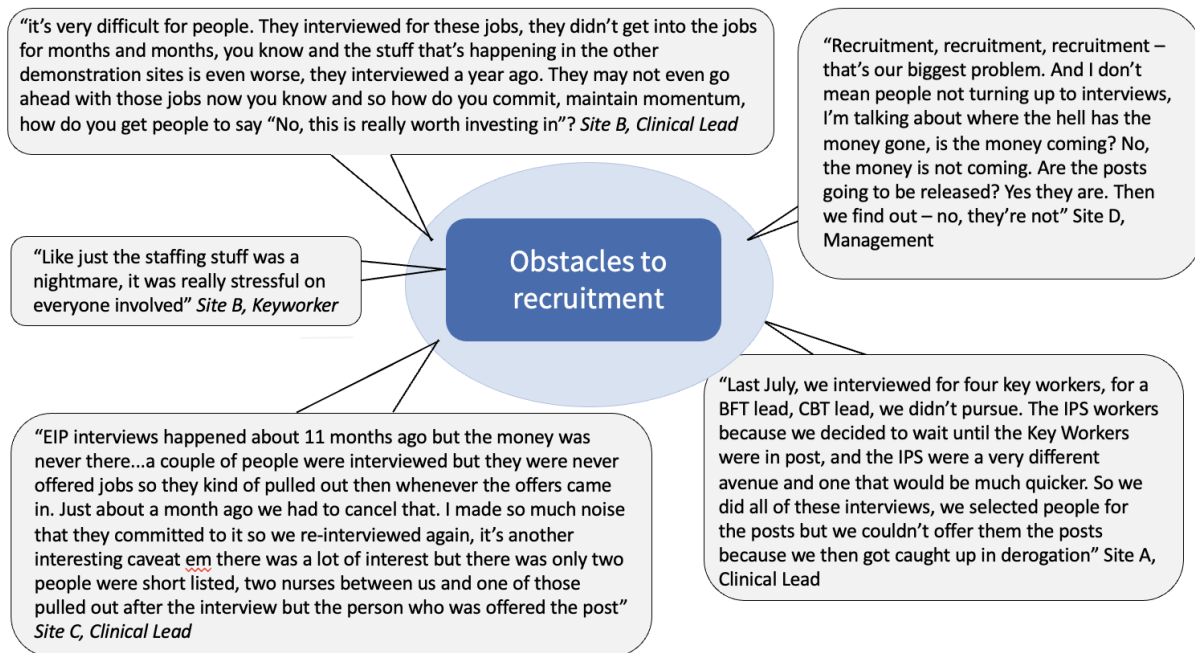 “it’s very difficult for people. They interviewed for these jobs, they didn’t get into the jobs
for months and months, you know and the stuff that’s happening in the other
demonstration sites is even worse, they interviewed a year ago. They may not even go
ahead with those jobs now you know and so how do you commit, maintain momentum,
how do you get people to say “No, this is really worth investing in”? Site B, Clinical Lead
“Recruitment, recruitment, recruitment –
that’s our biggest problem. And I don’t
mean people not turning up to interviews,
I’m talking about where the hell has the
money gone, is the money coming? No,
the money is not coming. Are the posts
going to be released? Yes they are. Then
we find out – no, they’re not” Site D,
Management
“Like just the staffing stuff was a
nightmare, it was really stressful on
everyone involved” Site B, Keyworker
Obstacles to
recruitment
“EIP interviews happened about 11 months ago but the money was
never there...a couple of people were interviewed but they were never
offered jobs so they kind of pulled out then whenever the offers came
in. Just about a month ago we had to cancel that. I made so much noise
that they committed to it so we re-interviewed again, it’s another
interesting caveat em there was a lot of interest but there was only two
people were short listed, two nurses between us and one of those
pulled out after the interview but the person who was offered the post”
Site C, Clinical Lead
“Last July, we interviewed for four key workers, for a
BFT lead, CBT lead, we didn’t pursue. The IPS workers
because we decided to wait until the Key Workers
were in post, and the IPS were a very different
avenue and one that would be much quicker. So we
did all of these interviews, we selected people for
the posts but we couldn’t offer them the posts
because we then got caught up in derogation” Site A,
Clinical Lead